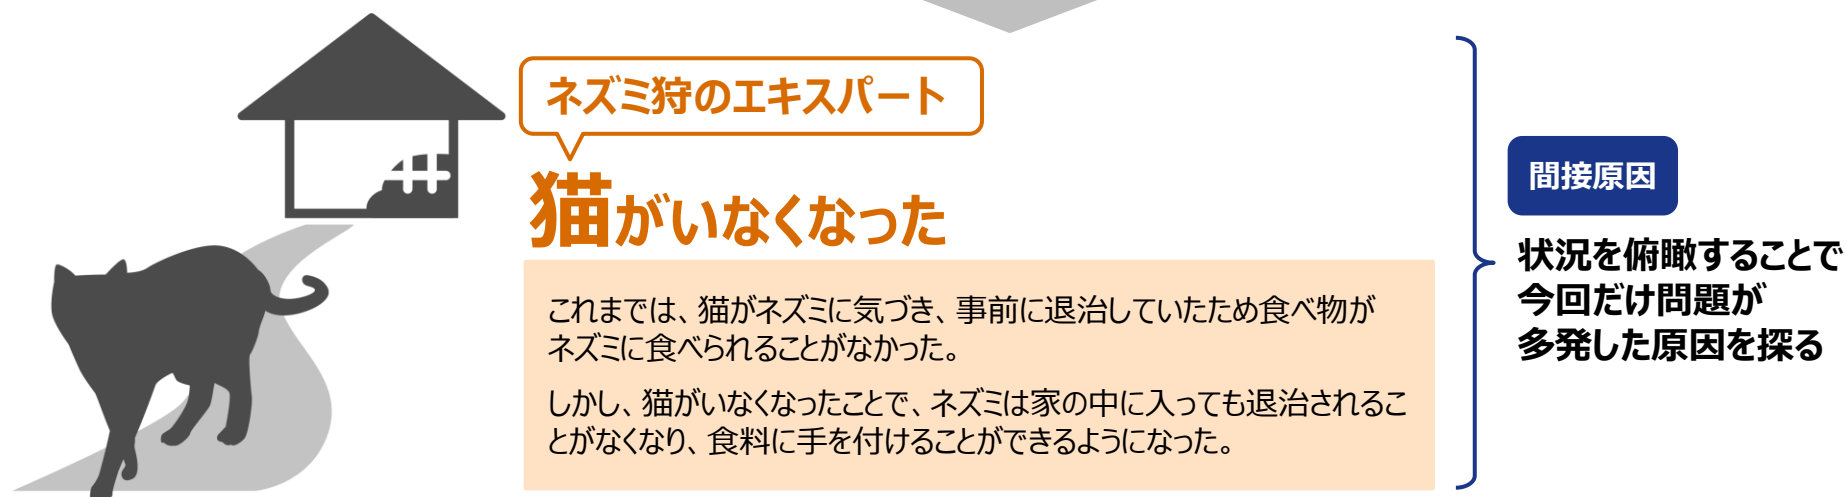 ネズミ狩のエキスパート
猫がいなくなった
これまでは、猫がネズミに気づき、事前に退治していたため食べ物が
ネズミに食べられることがなかった。
しかし、猫がいなくなったことで、ネズミは家の中に入っても退治されるこ
とがなくなり、食料に手を付けることができるようになった。
間接原因
状況を俯瞰することで
今回だけ問題が
多発した原因を探る